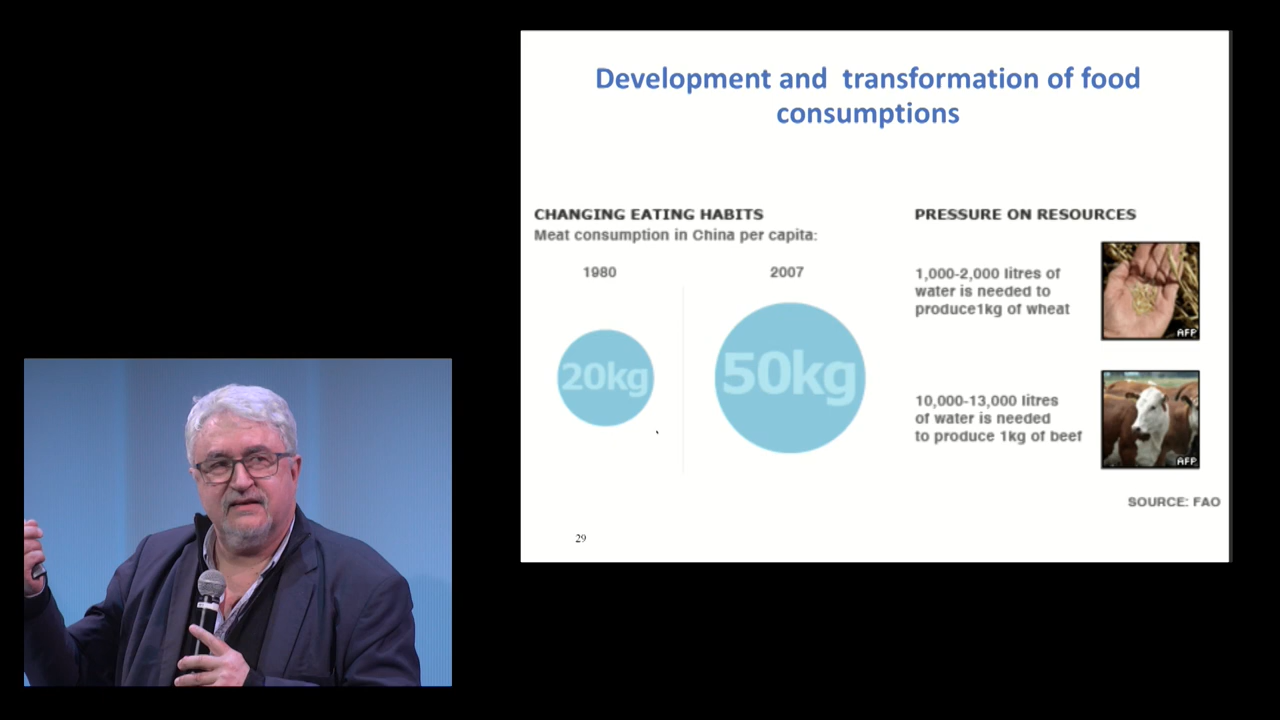 Development and  transformation of food
consumptions
CHANGING EATING HABITS
Meat consumption in China per capita:
1980
2007
20kg
50kg
PRESSURE ON RESOURCES
1,000-2,000 litres of
water is needed to
produce1kg of wheat
AFP
10,000-13,000 litres
of water is needed
to produce 1kg of beef
AFP
SOURCE: FAO
29